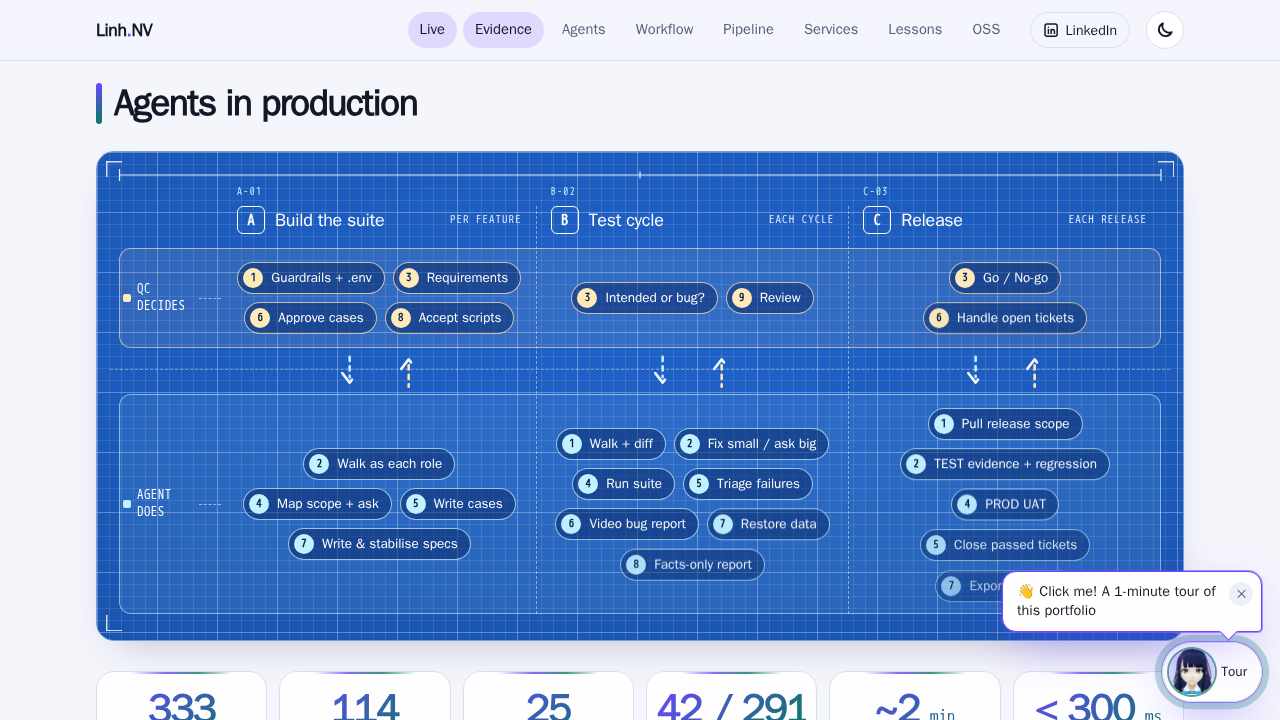 Linh.NV
Live Evidence Agents Workflow Pipeline Services Lessons OSS LinkedIn
Agents in production
A-01 B-02 C-03
A Build the suite PER FEATURE B Test cycle EACH CYCLE C Release EACH RELEASE
QC DECIDES
1 Guardrails + .env 3 Requirements
6 Approve cases 8 Accept scripts
3 Intended or bug? 9 Review
3 Go / No-go
6 Handle open tickets
AGENT DOES
2 Walk as each role
4 Map scope + ask 5 Write cases
7 Write & stabilise specs
1 Walk + diff 2 Fix small / ask big
4 Run suite 5 Triage failures
6 Video bug report 7 Restore data
8 Facts-only report
1 Pull release scope
2 TEST evidence + regression
4 PROD UAT
5 Close passed tickets
7
👋 Click me! A 1-minute tour of
this portfolio
Tour
333 114 25 42 / 291 ~2 min < 300 ms